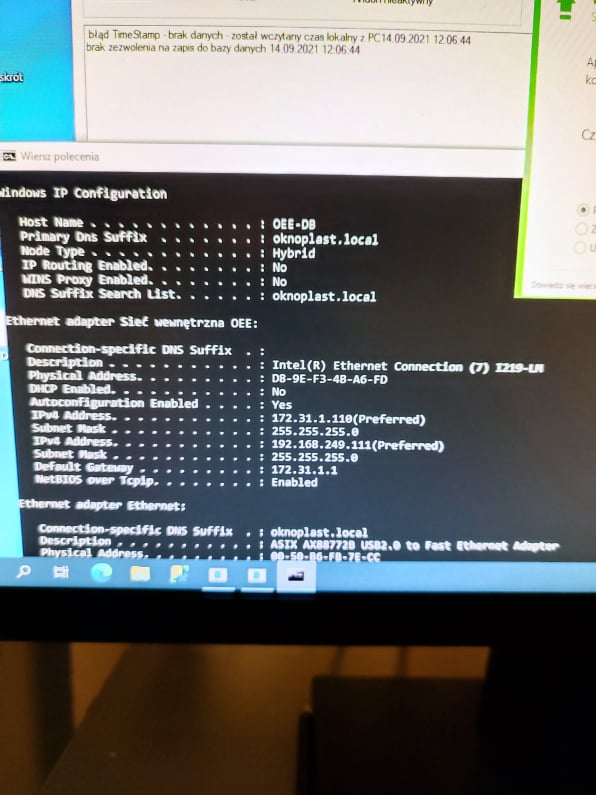 nieaktywny
błąd TimeStamp - brak danych - został wczytany czas lokalny z PC14.09.2021 12:06:44
brak zezwolenia na zapis do bazy danych 14.09.2021 12:06:44
skrót
Wiersz polecenia
Windows IP Configuration
Host Name . . . . . . . . . . . . : OEE-DB
Primary Dns Suffix . . . . . . . : oknoplast.local
Node Type . . . . . . . . . . . . : Hybrid
IP Routing Enabled. . . . . . . . : No
WINS Proxy Enabled. . . . . . . . : No
DNS Suffix Search List. . . . . . : oknoplast.local
Ethernet adapter Sieć wewnętrzna OEE:
Connection-specific DNS Suffix . :
Description . . . . . . . . . . . : Intel(R) Ethernet Connection (7) I219-LM
Physical Address. . . . . . . . . : D8-9E-F3-4B-A6-FD
DHCP Enabled. . . . . . . . . . . : No
Autoconfiguration Enabled . . . . : Yes
IPv4 Address. . . . . . . . . . . : 172.31.1.110(Preferred)
Subnet Mask . . . . . . . . . . . : 255.255.255.0
IPv4 Address. . . . . . . . . . . : 192.168.249.111(Preferred)
Subnet Mask . . . . . . . . . . . : 255.255.255.0
Default Gateway . . . . . . . . . : 172.31.1.1
NetBIOS over Tcpip. . . . . . . . : Enabled
Ethernet adapter Ethernet:
Connection-specific DNS Suffix . : oknoplast.local
Description . . . . . . . . . . . : ASIX AX88772B USB2.0 to Fast Ethernet Adapter
Physical Address. . . . . . . . . : 00-50-B6-FB-7E-CC
Dowiedz się więce